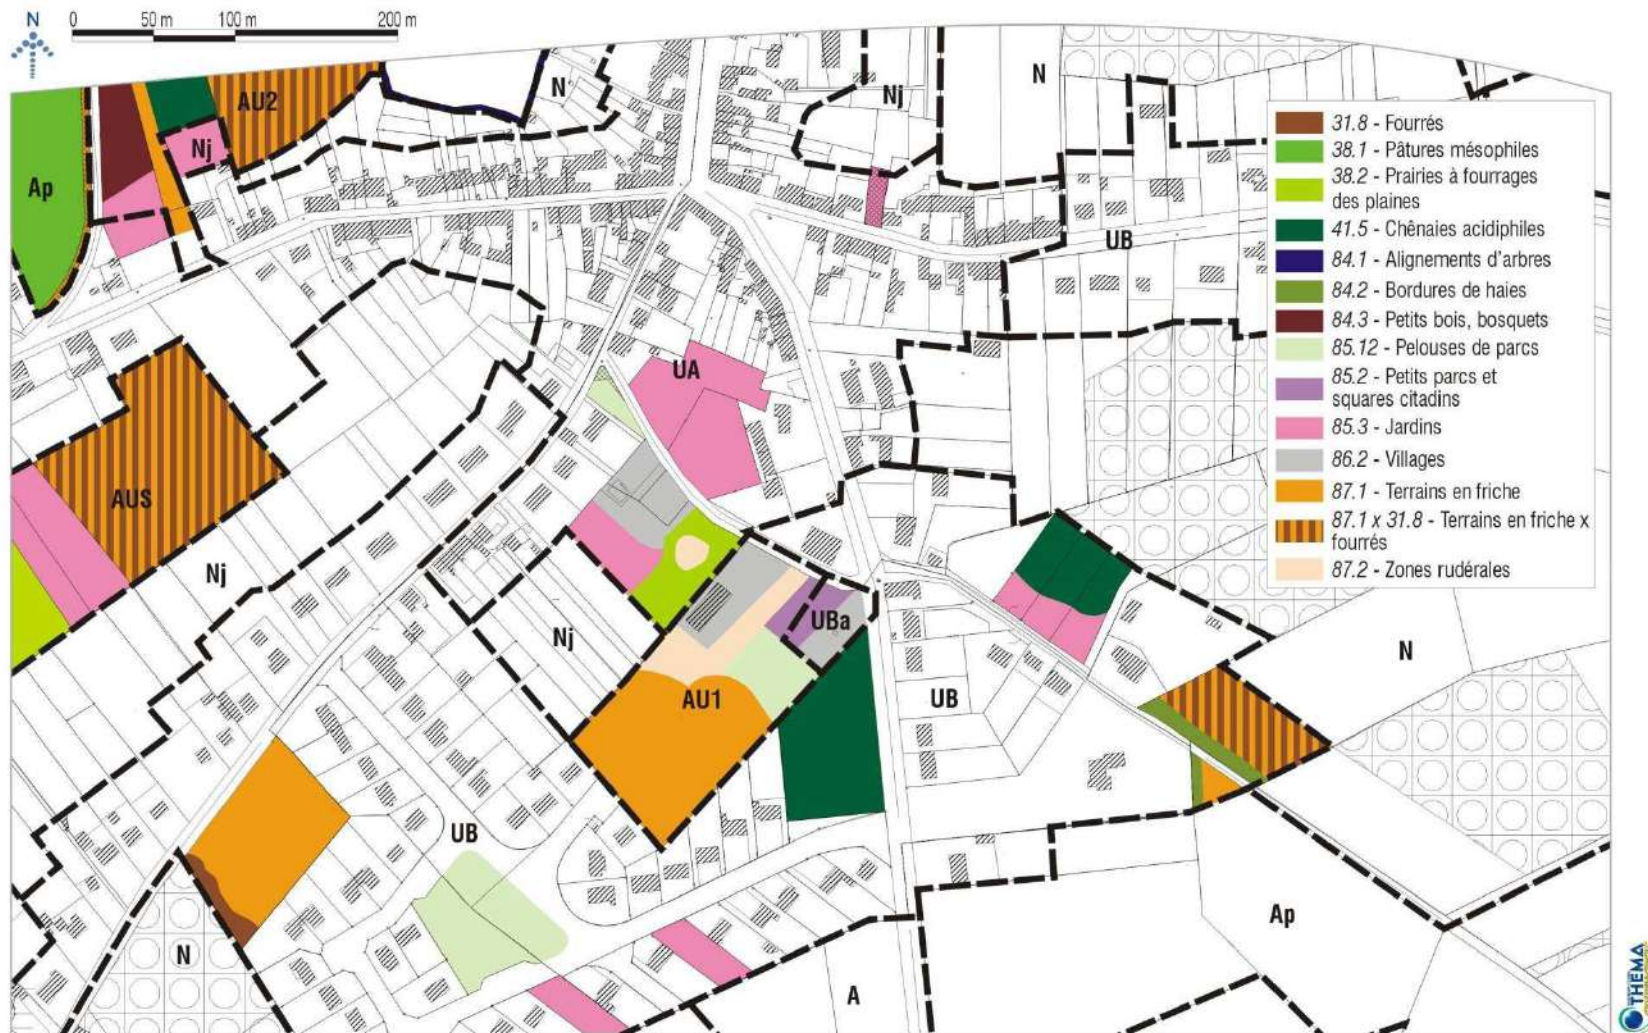 N
0 50 m 100 m 200 m
AU2
N
Nj
N
Nj
Ap
UB
31.8 - Fourrés
38.1 - Pâtures mésophiles
38.2 - Prairies à fourrages
des plaines
41.5 - Chênaies acidiphiles
84.1 - Alignements d'arbres
84.2 - Bordures de haies
84.3 - Petits bois, bosquets
85.12 - Pelouses de parcs
85.2 - Petits parcs et
squares citadins
85.3 - Jardins
86.2 - Villages
87.1 - Terrains en friche
87.1 x 31.8 - Terrains en friche x
fourrés
87.2 - Zones rudérales
UA
AUS
Nj
Nj
UBa
N
AU1
UB
UB
Ap
N
A
THEMA